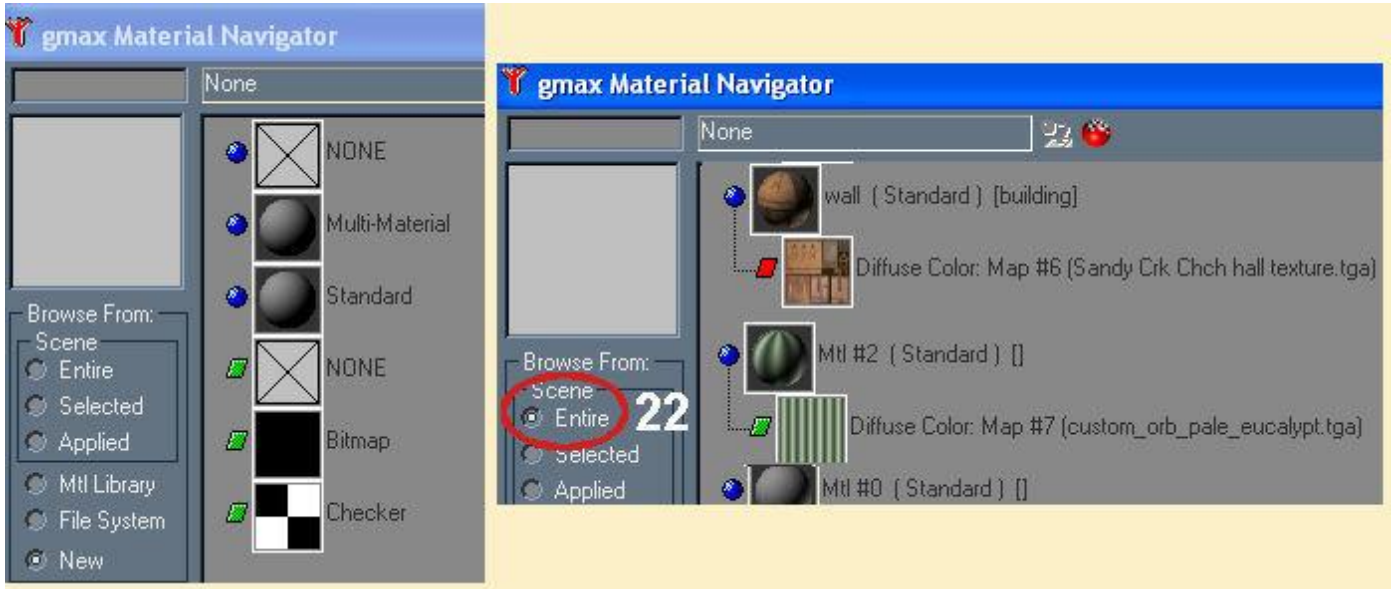 gmax Material Navigator
None
NONE
Multi-Material
Standard
NONE
Bitmap
Checker
Browse From:
Scene
Entire
Selected
Applied
Mtl Library
File System
New
gmax Material Navigator
None
wall ( Standard ) [building]
Diffuse Color: Map #6 (Sandy Crk Chch hall texture.tga)
Mtl #2 ( Standard ) []
Diffuse Color: Map #7 (custom_orb_pale_eucalypt.tga)
Mtl #0 ( Standard ) []
Browse From:
Scene
Entire 22
Selected
Applied